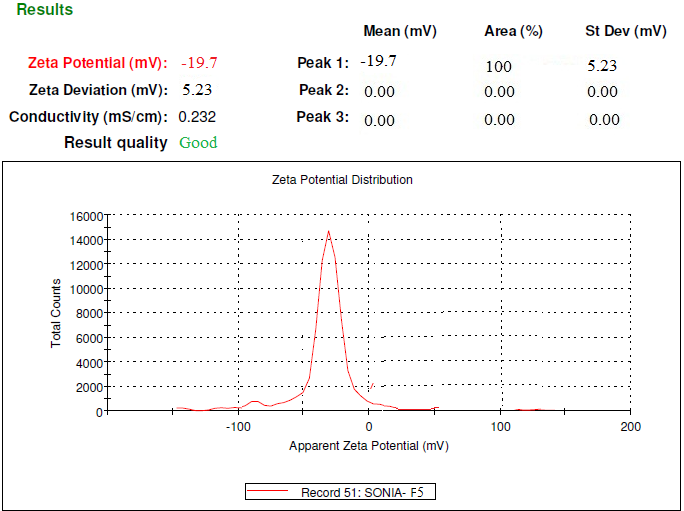 Results
Mean (mV) Area (%) St Dev (mV)
Zeta Potential (mV): -19.7 Peak 1: -19.7 100 5.23
Zeta Deviation (mV): 5.23 Peak 2: 0.00 0.00 0.00
Conductivity (mS/cm): 0.232 Peak 3: 0.00 0.00 0.00
Result quality Good
Zeta Potential Distribution
16000
14000
12000
10000
8000
6000
4000
2000
0
Total Counts
-100 0 100 200
Apparent Zeta Potential (mV)
Record 51: SONIA- F5